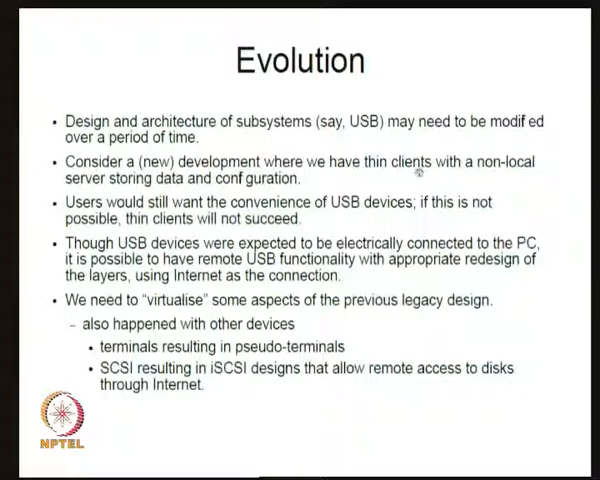 Evolution
• Design and architecture of subsystems (say, USB) may need to be modif ed
over a period of time.
• Consider a (new) development where we have thin clients with a non-local
server storing data and conf guration.
• Users would still want the convenience of USB devices; if this is not
possible, thin clients will not succeed.
• Though USB devices were expected to be electrically connected to the PC,
it is possible to have remote USB functionality with appropriate redesign of
the layers, using Internet as the connection.
• We need to “virtualise” some aspects of the previous legacy design.
– also happened with other devices
• terminals resulting in pseudo-terminals
• SCSI resulting in iSCSI designs that allow remote access to disks
through Internet.
NPTEL